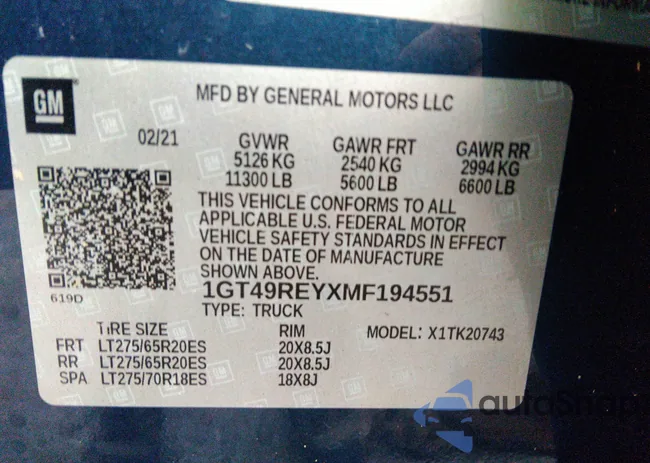 GM
MFD BY GENERAL MOTORS LLC
02/21 GVWR GAWR FRT GAWR RR
5126 KG 2540 KG 2994 KG
11300 LB 5600 LB 6600 LB
THIS VEHICLE CONFORMS TO ALL
APPLICABLE U.S. FEDERAL MOTOR
VEHICLE SAFETY STANDARDS IN EFFECT
ON THE DATE OF MANUFACTURE
SHOWN ABOVE.
619D
1GT49REYXMF194551
TYPE: TRUCK
TIRE SIZE RIM MODEL: X1TK20743
FRT LT275/65R20ES 20X8.5J
RR LT275/65R20ES 20X8.5J
SPA LT275/70R18ES 18X8J